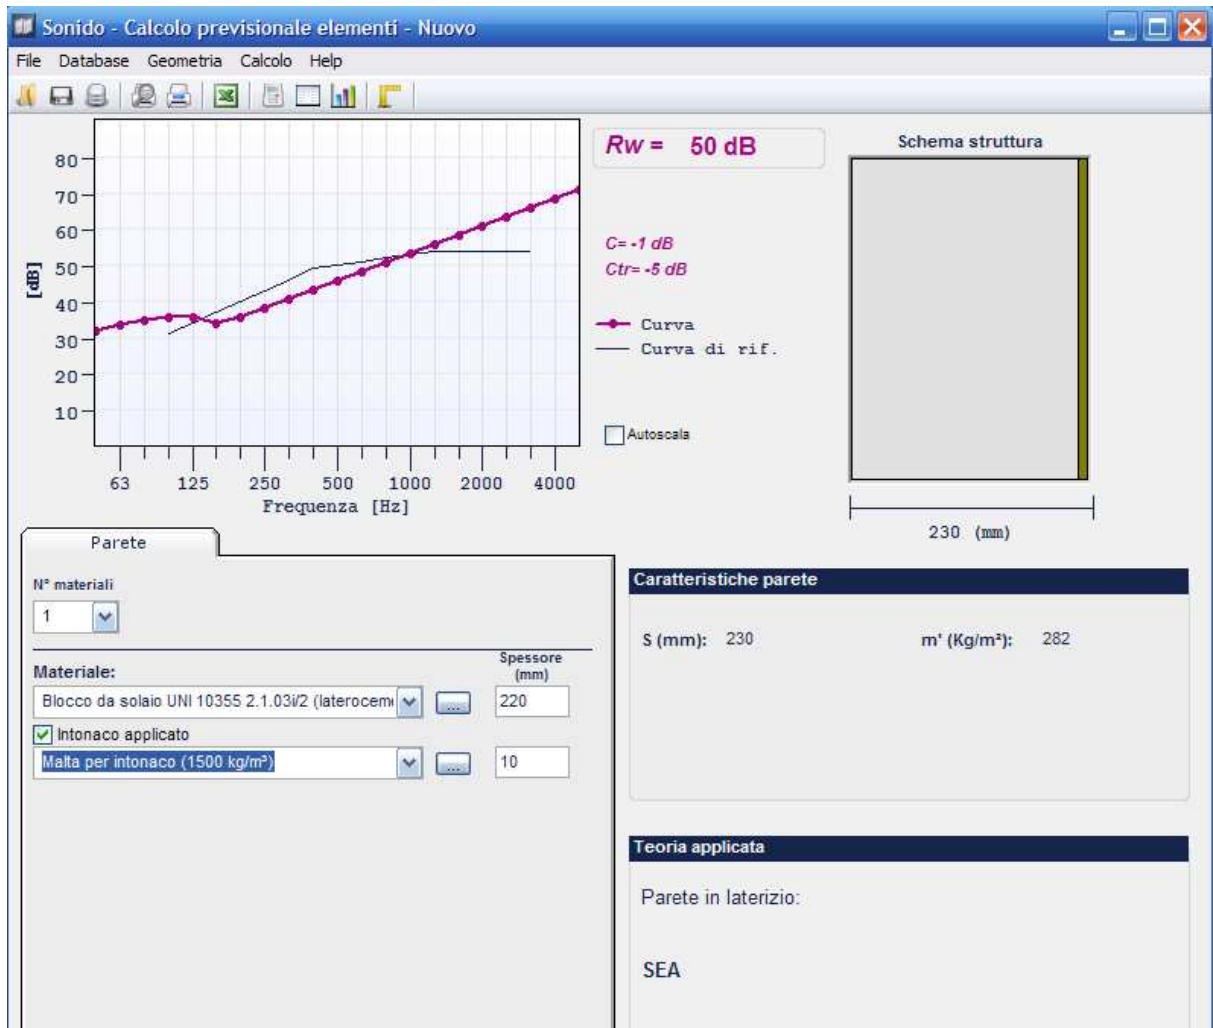 Sonido - Calcolo previsionale elementi - Nuovo
File Database Geometria Calcolo Help
80
70
60
50
40
30
20
10
[dB]
63 125 250 500 1000 2000 4000
Frequenza [Hz]
Rw = 50 dB
C= -1 dB
Ctr= -5 dB
Curva
Curva di rif.
Autoscala
Schema struttura
230 (mm)
Parete
N° materiali
1
Materiale:
Spessore
(mm)
Blocco da solaio UNI 10355 2.1.03i/2 (lateroceme
...
220
Intonaco applicato
Malta per intonaco (1500 kg/m³)
...
10
Caratteristiche parete
S (mm): 230 m' (Kg/m²): 282
Teoria applicata
Parete in laterizio:
SEA